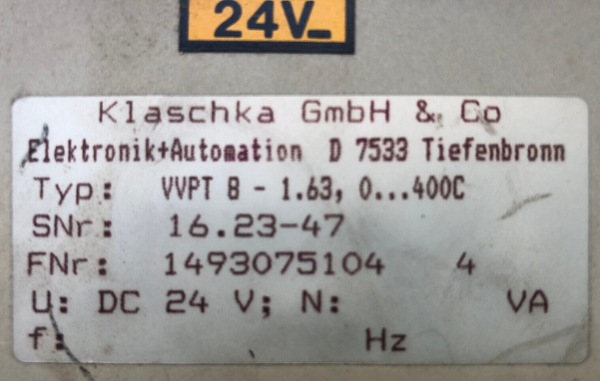 24V
Klaschka GmbH & Co
Elektronik+Automation D 7533 Tiefenbronn
Typ: VVPT 8 - 1.63, 0...400C
SNr: 16.23-47
FNr: 1493075104 4
U: DC 24 V; N: VA
f: Hz